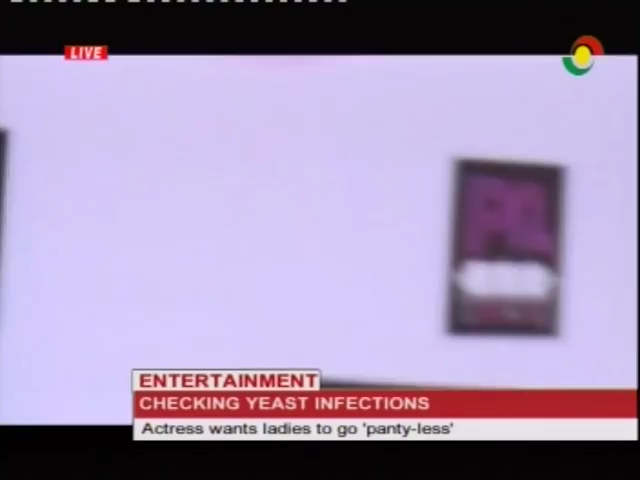 LIVE
ENTERTAINMENT
CHECKING YEAST INFECTIONS
Actress wants ladies to go 'panty-less'